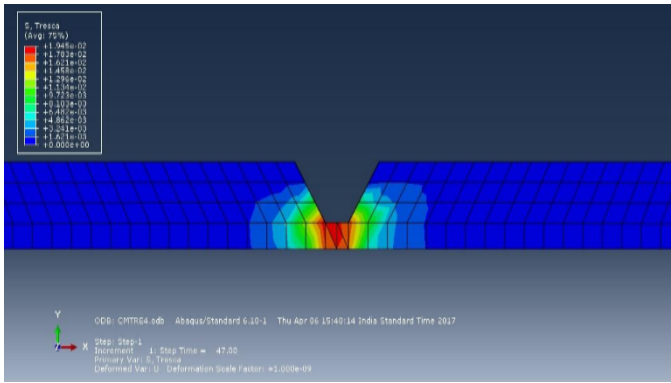 S, Tresca
(Avg: 75%)
+1.945e-02
+1.783e-02
+1.621e-02
+1.458e-02
+1.296e-02
+1.134e-02
+9.723e-03
+8.103e-03
+6.482e-03
+4.862e-03
+3.241e-03
+1.621e-03
+0.000e+00
Y
X
ODB: CMTR64.odb Abaqus/Standard 6.10-1 Thu Apr 06 15:40:14 India Standard Time 2017
Step: Step-1
Increment 1: Step Time = 47.00
Primary Var: S, Tresca
Deformed Var: U Deformation Scale Factor: +1.000e-09